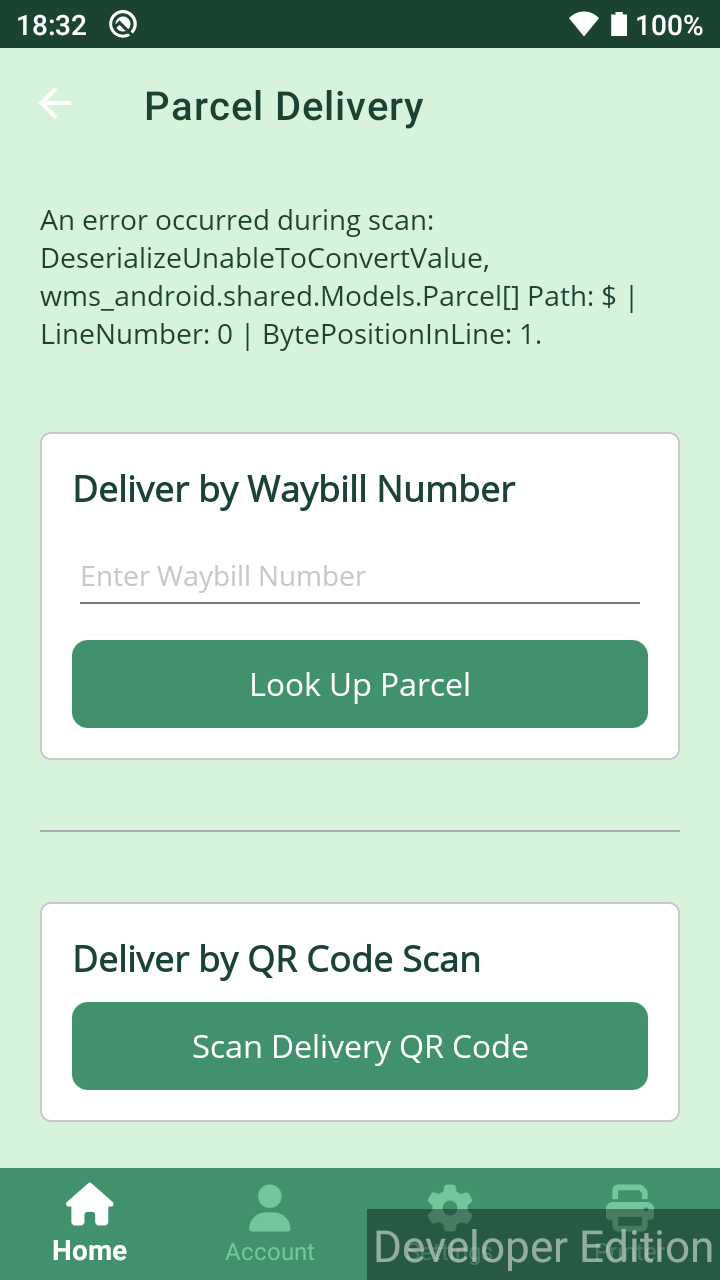 18:32
100%
Parcel Delivery
An error occurred during scan:
DeserializeUnableToConvertValue,
wms_android.shared.Models.Parcel[] Path: $ |
LineNumber: 0 | BytePositionInLine: 1.
Deliver by Waybill Number
Enter Waybill Number
Look Up Parcel
Deliver by QR Code Scan
Scan Delivery QR Code
Home
Account
Settings
Printer
Developer Edition